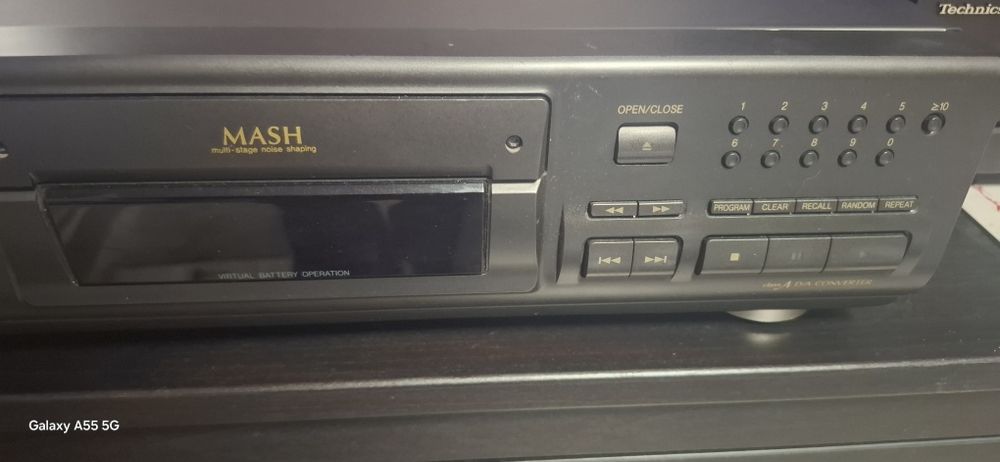 Technics
MASH
multi-stage noise shaping
VIRTUAL BATTERY OPERATION
OPEN/CLOSE
1 2 3 4 5 ≥10
6 7 8 9 0
PROGRAM CLEAR RECALL RANDOM REPEAT
class A D/A CONVERTER
Galaxy A55 5G